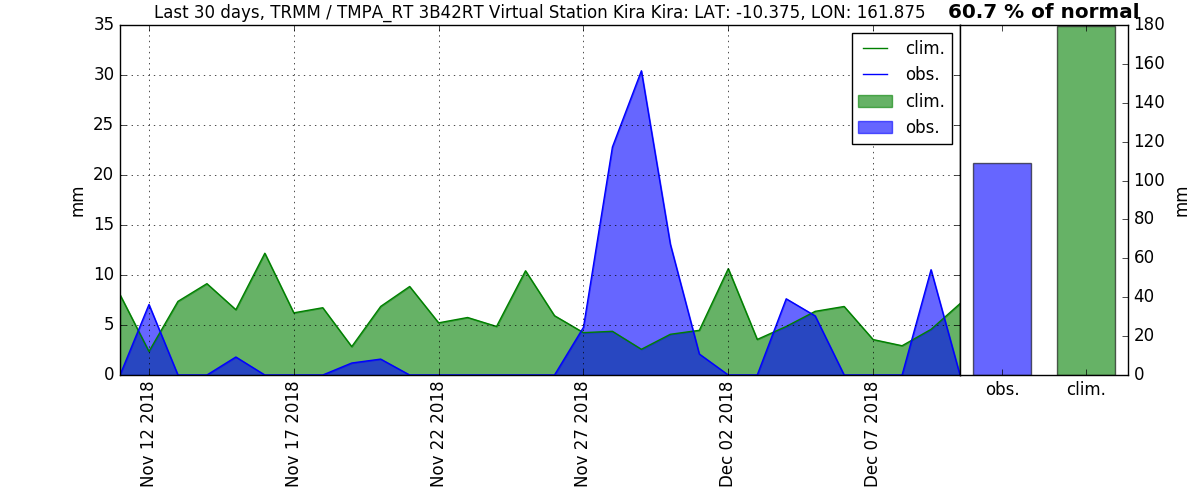 Last 30 days, TRMM / TMPA_RT 3B42RT Virtual Station Kira Kira: LAT: -10.375, LON: 161.875
60.7 % of normal
35
30
25
20
15
10
5
0
mm
clim.
obs.
clim.
obs.
Nov 12 2018
Nov 17 2018
Nov 22 2018
Nov 27 2018
Dec 02 2018
Dec 07 2018
180
160
140
120
100
80
60
40
20
0
mm
obs.
clim.